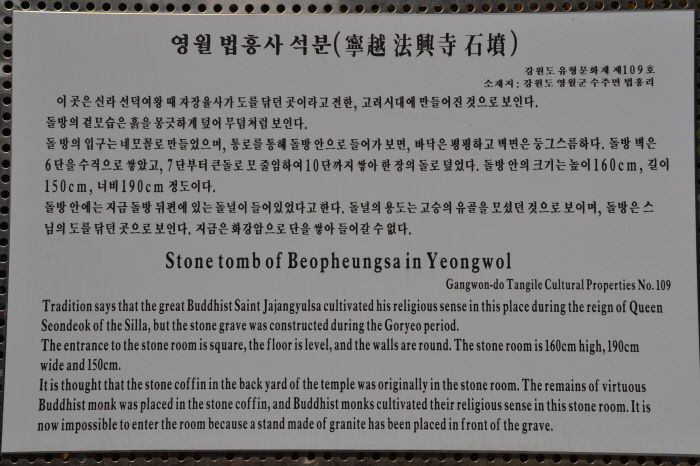 영월 법흥사 석분(寧越 法興寺 石墳)
강원도 유형문화재 제109호
소재지: 강원도 영월군 수주면 법흥리
이 곳은 신라 선덕여왕 때 자장율사가 도를 닦던 곳이라고 전한, 고려시대에 만들어진 것으로 보인다.
돌방의 겉모습은 흙을 몽긋하게 덮어 무덤처럼 보인다.
돌 방의 입구는 네모꼴로 만들었으며, 통로를 통해 돌방 안으로 들어가 보면, 바닥은 평평하고 벽면은 둥그스름하다. 돌방 벽은
6단을 수격으로 쌓았고, 7단부터 큰돌로 모 줄임하여 10단까지 쌓아 한 장의 돌로 덮었다. 돌방 안의 크기는 높이 160cm, 길이
150cm, 너비 190cm 정도이다.
돌방 안에는 지금 돌방 뒤편에 있는 돌널이 들어있었다고 한다. 돌널의 용도는 고승의 유골을 모셨던 것으로 보이며, 돌방은 스
님의 도를 닦던 곳으로 보인다. 지금은 화강암으로 단을 쌓아 들어갈 수 없다.
Stone tomb of Beopheungsa in Yeongwol
Gangwon-do Tangile Cultural Properties No. 109
Tradition says that the great Buddhist Saint Jajangyulsa cultivated his religious sense in this place during the reign of Queen
Seondeok of the Silla, but the stone grave was constructed during the Goryeo period.
The entrance to the stone room is square, the floor is level, and the walls are round. The stone room is 160cm high, 190cm
wide and 150cm.
It is thought that the stone coffin in the back yard of the temple was originally in the stone room. The remains of virtuous
Buddhist monk was placed in the stone coffin, and Buddhist monks cultivated their religious sense in this stone room. It is
now impossible to enter the room because a stand made of granite has been placed in front of the grave.